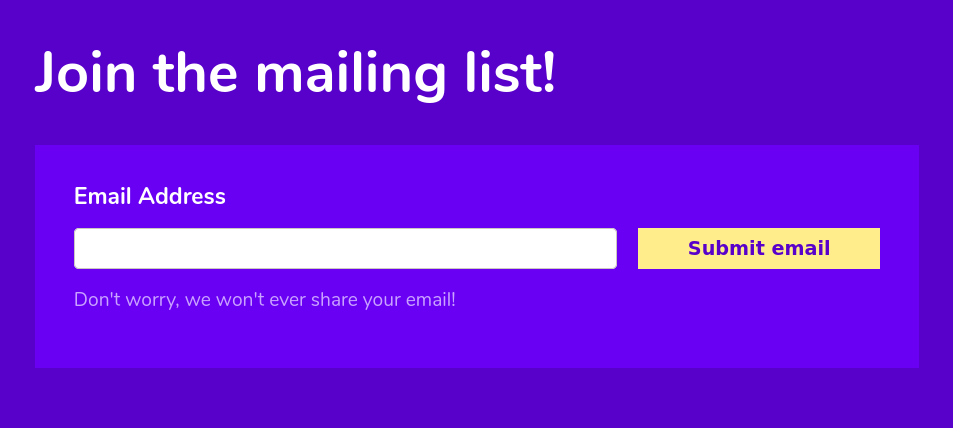 Join the mailing list!
Email Address
Submit email
Don't worry, we won't ever share your email!